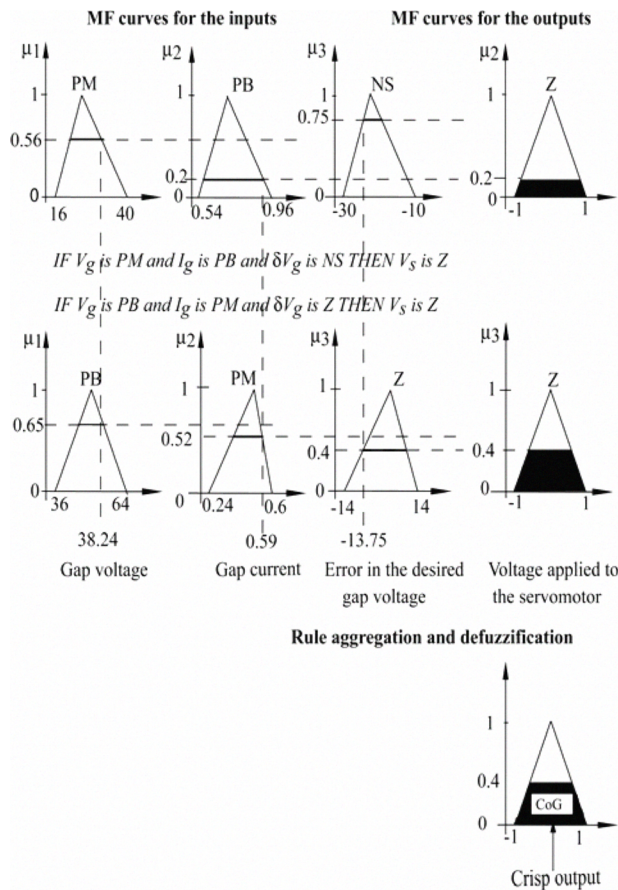 MF curves for the inputs MF curves for the outputs
μ1 μ2 μ3 μ2
PM PB NS Z
1 1 1 1
0.75
0.56
0.2 0.2
0 0 0 0
16 40 0.54 0.96 -30 -10 -1 1
IF Vg is PM and Ig is PB and δVg is NS THEN Vs is Z
IF Vg is PB and Ig is PM and δVg is Z THEN Vs is Z
μ1 μ2 μ3 μ3
PB PM Z Z
1 1 1 1
0.65
0.52
0.4 0.4
0 0 0 0
36 64 0.24 0.6 -14 14 -1 1
38.24 0.59 -13.75
Gap voltage Gap current Error in the desired Voltage applied to
gap voltage the servomotor
Rule aggregation and defuzzification
1
0.4
CoG
0
-1 1
Crisp output